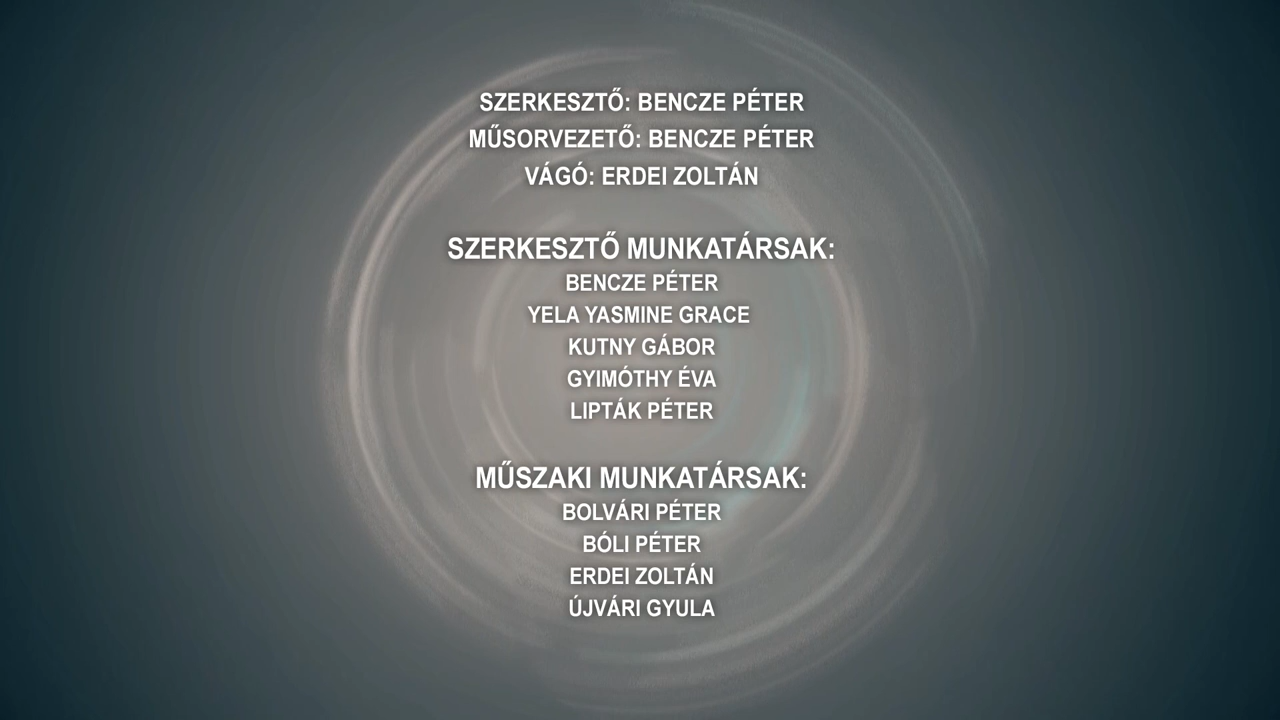 SZERKESZTŐ: BENCZE PÉTER
MŰSORVEZETŐ: BENCZE PÉTER
VÁGÓ: ERDEI ZOLTÁN
SZERKESZTŐ MUNKATÁRSAK:
BENCZE PÉTER
YELA YASMINE GRACE
KUTNY GÁBOR
GYIMÓTHY ÉVA
LIPTÁK PÉTER
MŰSZAKI MUNKATÁRSAK:
BOLVÁRI PÉTER
BÓLI PÉTER
ERDEI ZOLTÁN
ÚJVÁRI GYULA